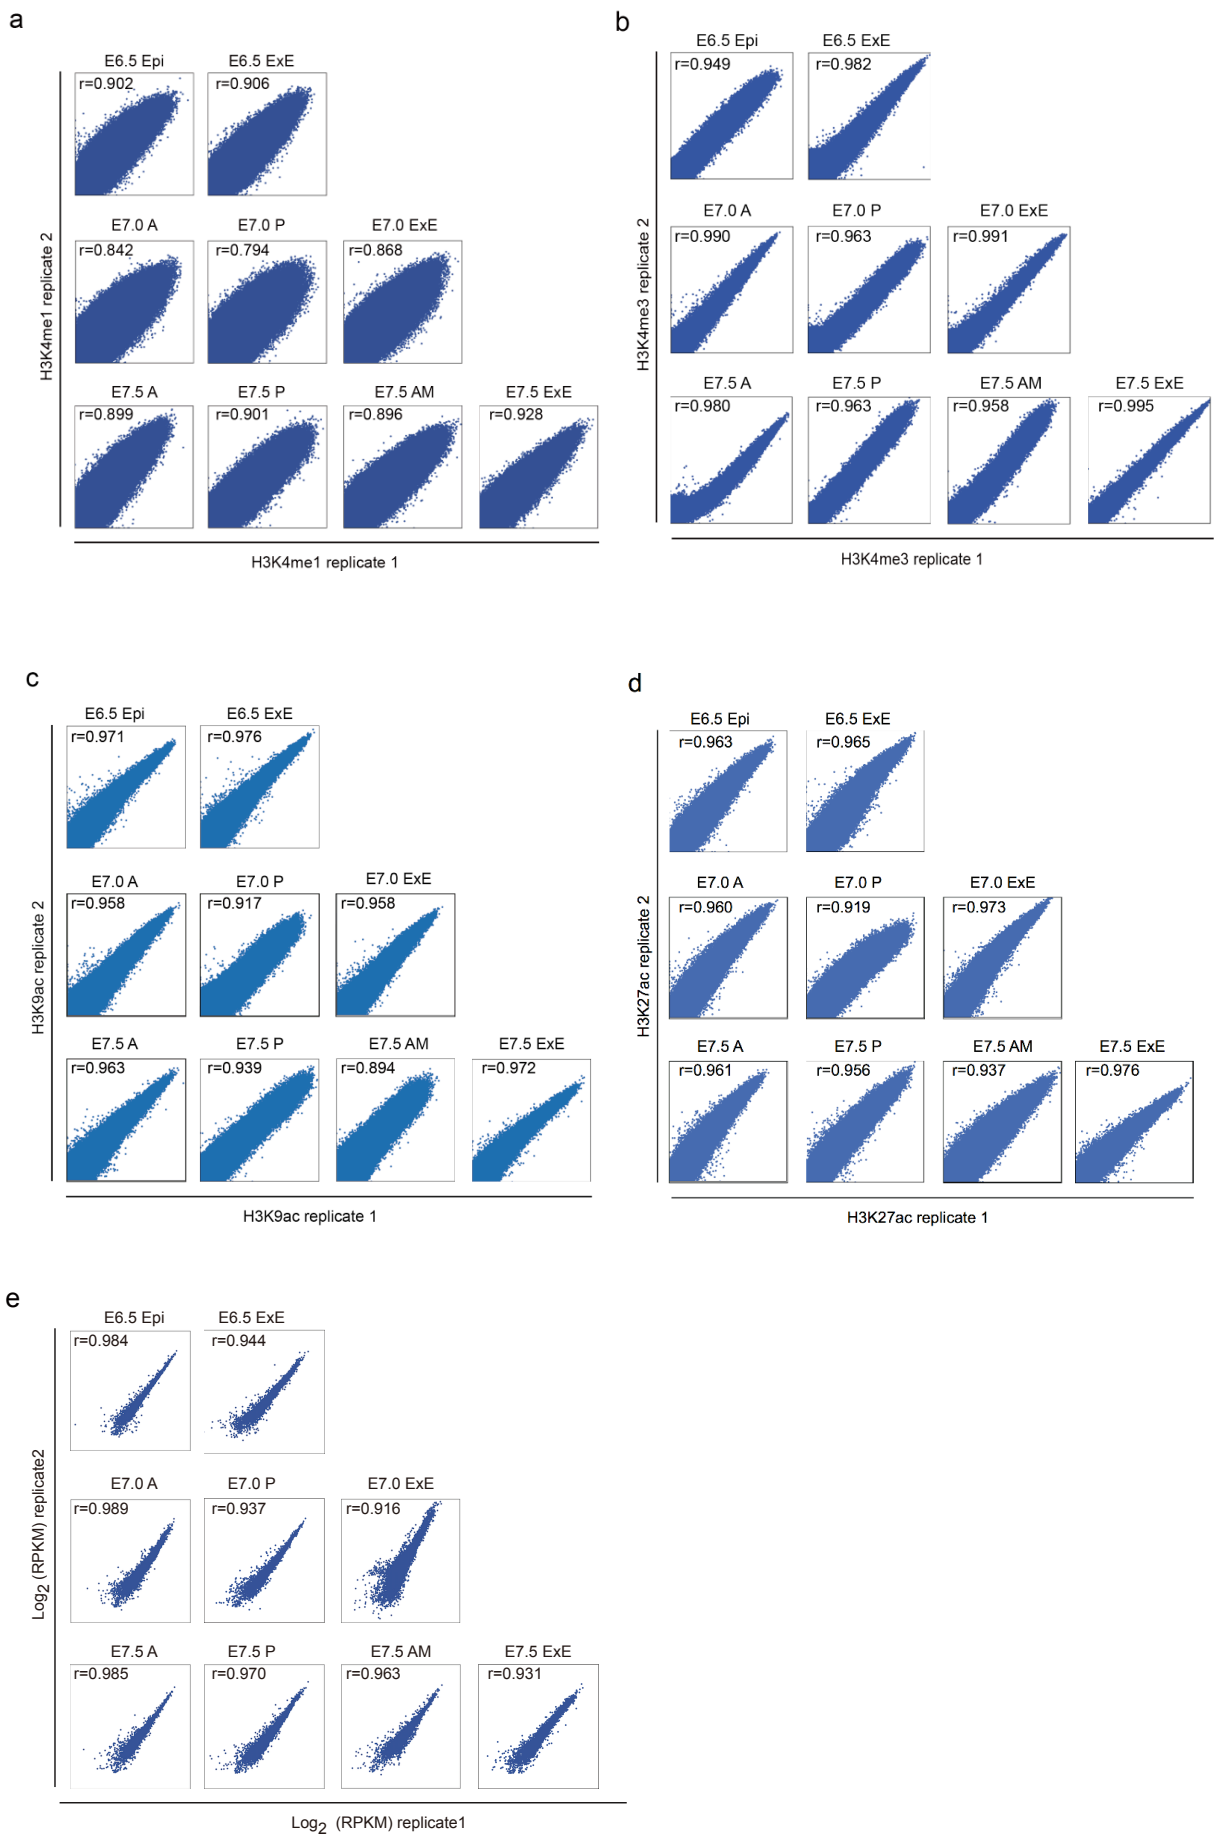 a
E6.5 Epi E6.5 ExE
r=0.902 r=0.906
E7.0 A E7.0 P E7.0 ExE
r=0.842 r=0.794 r=0.868
E7.5 A E7.5 P E7.5 AM E7.5 ExE
r=0.899 r=0.901 r=0.896 r=0.928
H3K4me1 replicate 2
H3K4me1 replicate 1
b
E6.5 Epi E6.5 ExE
r=0.949 r=0.982
E7.0 A E7.0 P E7.0 ExE
r=0.990 r=0.963 r=0.991
E7.5 A E7.5 P E7.5 AM E7.5 ExE
r=0.980 r=0.963 r=0.958 r=0.995
H3K4me3 replicate 2
H3K4me3 replicate 1
c
E6.5 Epi E6.5 ExE
r=0.971 r=0.976
E7.0 A E7.0 P E7.0 ExE
r=0.958 r=0.917 r=0.958
E7.5 A E7.5 P E7.5 AM E7.5 ExE
r=0.963 r=0.939 r=0.894 r=0.972
H3K9ac replicate 2
H3K9ac replicate 1
d
E6.5 Epi E6.5 ExE
r=0.963 r=0.965
E7.0 A E7.0 P E7.0 ExE
r=0.960 r=0.919 r=0.973
E7.5 A E7.5 P E7.5 AM E7.5 ExE
r=0.961 r=0.956 r=0.937 r=0.976
H3K27ac replicate 2
H3K27ac replicate 1
e
E6.5 Epi E6.5 ExE
r=0.984 r=0.944
E7.0 A E7.0 P E7.0 ExE
r=0.989 r=0.937 r=0.916
E7.5 A E7.5 P E7.5 AM E7.5 ExE
r=0.985 r=0.970 r=0.963 r=0.931
Log2 (RPKM) replicate2
Log2 (RPKM) replicate1